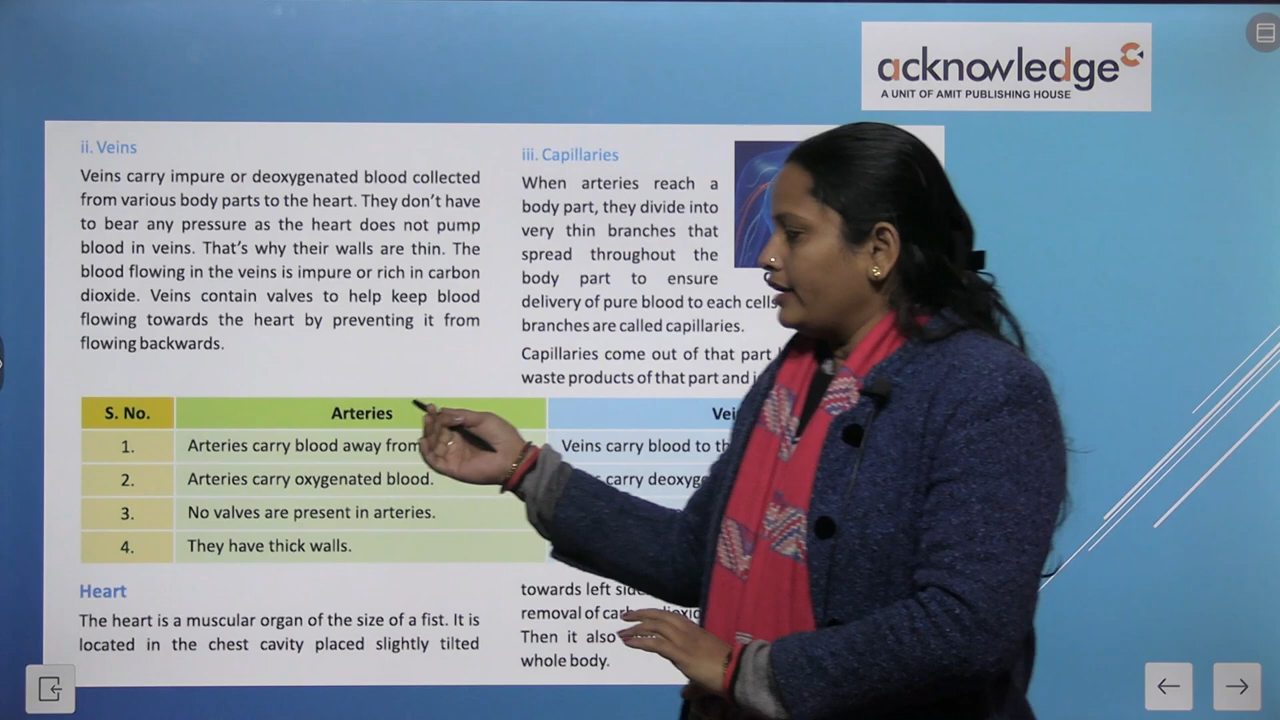 acknowledge
A UNIT OF AMIT PUBLISHING HOUSE
ii. Veins
Veins carry impure or deoxygenated blood collected
from various body parts to the heart. They don't have
to bear any pressure as the heart does not pump
blood in veins. That's why their walls are thin. The
blood flowing in the veins is impure or rich in carbon
dioxide. Veins contain valves to help keep blood
flowing towards the heart by preventing it from
flowing backwards.
iii. Capillaries
When arteries reach a
body part, they divide into
very thin branches that
spread throughout the
body part to ensure
delivery of pure blood to each cells
branches are called capillaries.
Capillaries come out of that part
waste products of that part and
S. No. Arteries
1. Arteries carry blood away from Veins carry blood to
2. Arteries carry oxygenated blood. carry
3. No valves are present in arteries.
4. They have thick walls.
Heart
The heart is a muscular organ of the size of a fist. It is
located in the chest cavity placed slightly tilted
towards left
removal of
Then it also
whole body.